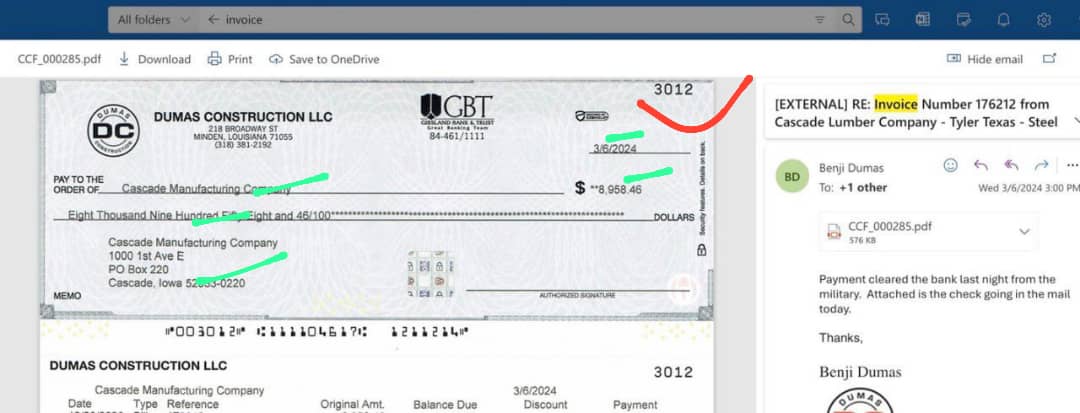 All folders
invoice
CCF_000285.pdf
Download
Print
Save to OneDrive
Hide email
3012
DUMAS
DC
CONSTRUCTION
DUMAS CONSTRUCTION LLC
218 BROADWAY ST
MINDEN, LOUISIANA 71055
(318) 381-2192
GBT
GIBSLAND BANK & TRUST
Great Banking Team
84-461/1111
3/6/2024
PAY TO THE
ORDER OF
Cascade Manufacturing Company
$ **8,958.46
Eight Thousand Nine Hundred Fifty-Eight and 46/100
DOLLARS
Security features. Details on back.
Cascade Manufacturing Company
1000 1st Ave E
PO Box 220
Cascade, Iowa
-0220
MEMO
AUTHORIZED SIGNATURE
DUMAS CONSTRUCTION LLC
3012
Cascade Manufacturing Company
3/6/2024
Date Type Reference Original Amt. Balance Due Discount Payment
[EXTERNAL] RE: Invoice Number 176212 from
Cascade Lumber Company - Tyler Texas - Steel
BD
Benji Dumas
To: +1 other
Wed 3/6/2024 3:00 PM
CCF_000285.pdf
576 KB
Payment cleared the bank last night from the
military. Attached is the check going in the mail
today.
Thanks,
Benji Dumas
DUMAS